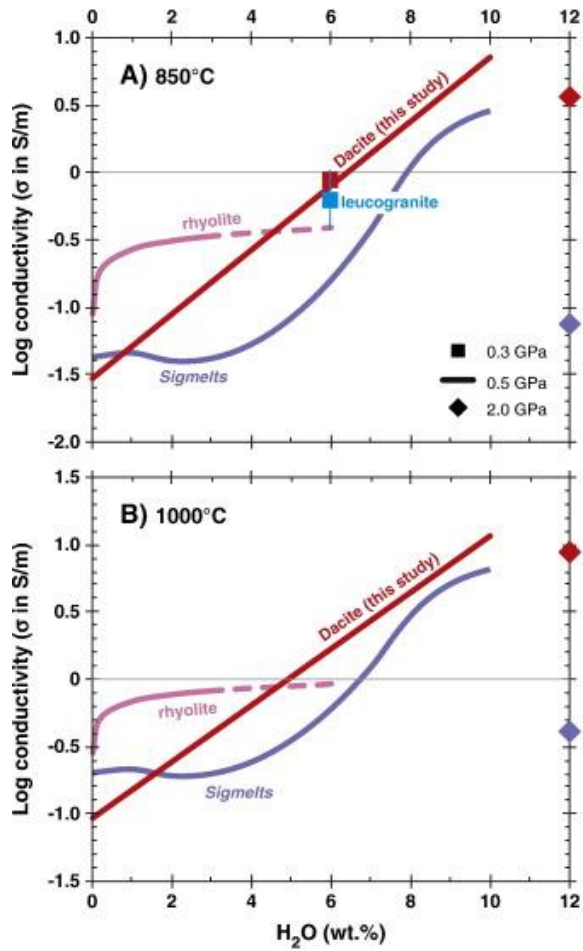 0 2 4 6 8 10 12
1.0
A) 850°C
0.5
Dacite (this study)
0
leucogranite
rhyolite
-0.5
-1.0
Log conductivity (σ in S/m)
0.3 GPa
Sigmelts
-1.5
0.5 GPa
2.0 GPa
-2.0
1.5
B) 1000°C
1.0
Dacite (this study)
0.5
0
rhyolite
Log conductivity (σ in S/m)
-0.5
Sigmelts
-1.0
-1.5
0 2 4 6 8 10 12
H2O (wt.%)